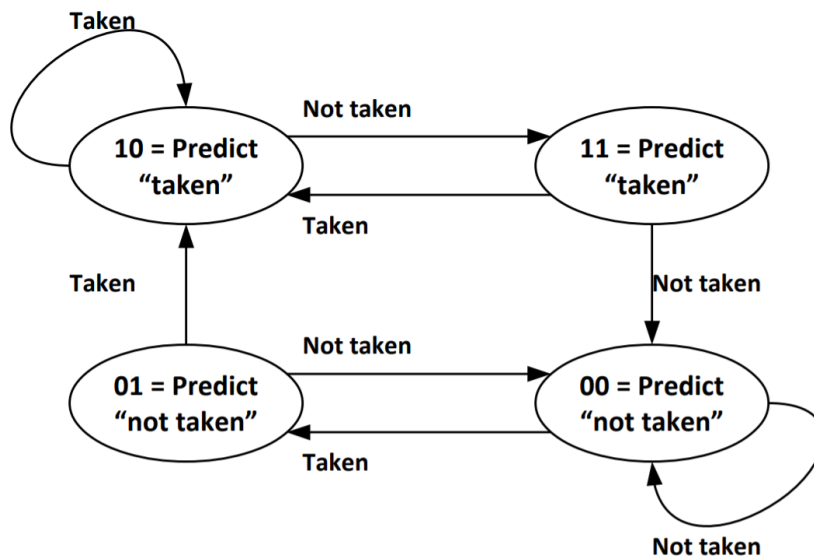 Taken
Not taken
10 = Predict
“taken”
11 = Predict
“taken”
Taken
Taken
Not taken
Not taken
01 = Predict
“not taken”
00 = Predict
“not taken”
Taken
Not taken